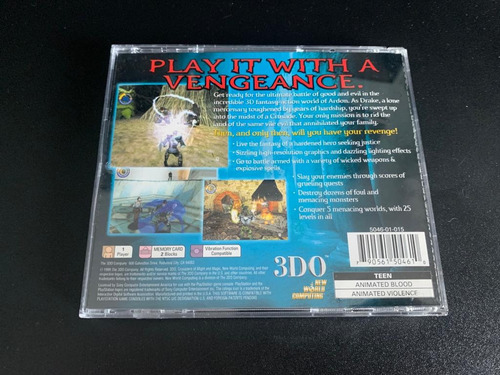 PLAY IT WITH A
VENGEANCE.
Get ready for the ultimate battle of good and evil in the
incredible 3D fantasy-action world of Ardon. As Drake, a lone
mercenary toughened by years of hardship, you're swept up
into the midst of a Crusade. Your only mission is to rid the
land of the same vile evil that annihilated your family.
Then, and only then, will you have your revenge!
• Live the fantasy of a hardened hero seeking justice
• Sizzling high-resolution graphics and dazzling lighting effects
• Go to battle armed with a variety of wicked weapons &
explosive spells
• Slay your enemies through scores of
grueling quests
• Destroy dozens of foul and
menacing monsters
• Conquer 5 menacing worlds, with 25
levels in all
5046-01-015
1
Player
MEMORY CARD
2 Blocks
Vibration Function
Compatible
3DO
NEW
WORLD
COMPUTING
7 90561 50461 6
TEEN
ANIMATED BLOOD
ANIMATED VIOLENCE